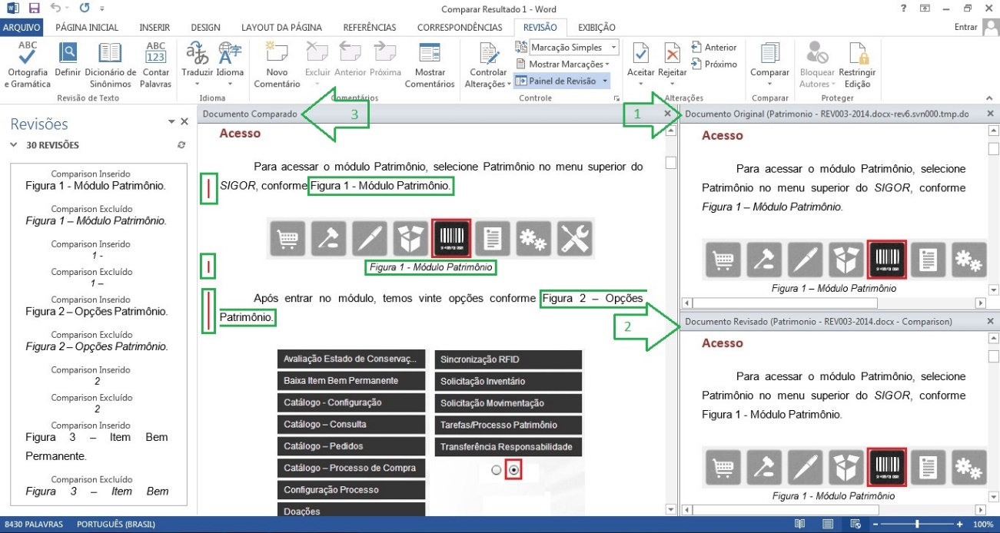 Comparar Resultado 1 - Word
ARQUIVO PÁGINA INICIAL INSERIR DESIGN LAYOUT DA PÁGINA REFERÊNCIAS CORRESPONDÊNCIAS REVISÃO EXIBIÇÃO Entrar
ABC
Ortografia
e Gramática
Definir
Dicionário de
Sinônimos
ABC
123
Contar
Palavras
Revisão de Texto
Traduzir
Idioma
Idioma
Novo
Comentário
Excluir
Anterior
Próxima
Mostrar
Comentários
Comentários
Controlar
Alterações
Marcação Simples
Mostrar Marcações
Painel de Revisão
Controle
Aceitar
Rejeitar
Anterior
Próximo
Alterações
Comparar
Comparar
Bloquear
Autores
Restringir
Edição
Proteger
Revisões
30 REVISÕES
Comparison Inserido
Figura 1 - Módulo Patrimônio.
Comparison Excluído
Figura 1 – Módulo Patrimônio.
Comparison Inserido
1 -
Comparison Excluído
1 –
Comparison Inserido
Figura 2 – Opções Patrimônio.
Comparison Excluído
Figura 2 – Opções Patrimônio.
Comparison Inserido
2
Comparison Excluído
2
Comparison Inserido
Figura 3 – Item Bem
Permanente.
Comparison Excluído
Figura 3 – Item Bem
Documento Comparado
3
Acesso
Para acessar o módulo Patrimônio, selecione Patrimônio no menu superior do
SIGOR, conforme Figura 1 - Módulo Patrimônio.
Figura 1 - Módulo Patrimônio
Após entrar no módulo, temos vinte opções conforme Figura 2 – Opções
Patrimônio.
Avaliação Estado de Conservaç...
Baixa Item Bem Permanente
Catálogo - Configuração
Catálogo – Consulta
Catálogo – Pedidos
Catálogo – Processo de Compra
Configuração Processo
Doações
Sincronização RFID
Solicitação Inventário
Solicitação Movimentação
Tarefas/Processo Patrimônio
Transferência Responsabilidade
1
Documento Original (Patrimonio - REV003-2014.docx-rev6.svn000.tmp.do
Acesso
Para acessar o módulo Patrimônio, selecione
Patrimônio no menu superior do SIGOR, conforme
Figura 1 – Módulo Patrimônio.
Figura 1 – Módulo Patrimônio
2
Documento Revisado (Patrimonio - REV003-2014.docx - Comparison)
Acesso
Para acessar o módulo Patrimônio, selecione
Patrimônio no menu superior do SIGOR, conforme
Figura 1 - Módulo Patrimônio.
Figura 1 - Módulo Patrimônio
8430 PALAVRAS PORTUGUÊS (BRASIL)
100%